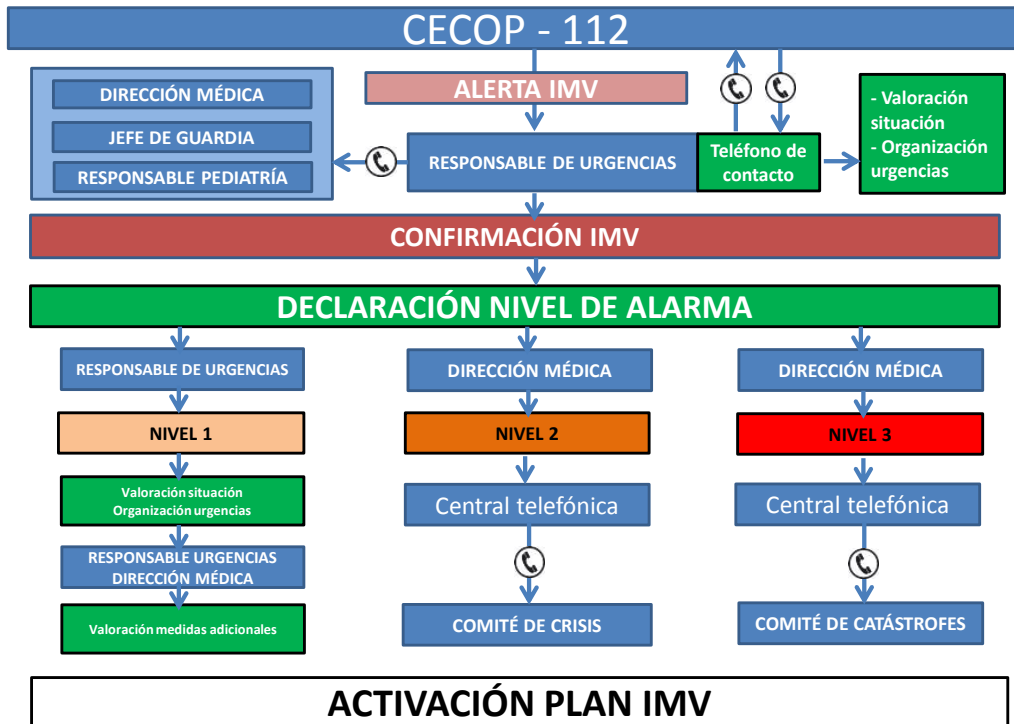 CECOP - 112
DIRECCIÓN MÉDICA
JEFE DE GUARDIA
RESPONSABLE PEDIATRÍA
ALERTA IMV
RESPONSABLE DE URGENCIAS
Teléfono de
contacto
- Valoración
situación
- Organización
urgencias
CONFIRMACIÓN IMV
DECLARACIÓN NIVEL DE ALARMA
RESPONSABLE DE URGENCIAS
NIVEL 1
Valoración situación
Organización urgencias
RESPONSABLE URGENCIAS
DIRECCIÓN MÉDICA
Valoración medidas adicionales
DIRECCIÓN MÉDICA
NIVEL 2
Central telefónica
COMITÉ DE CRISIS
DIRECCIÓN MÉDICA
NIVEL 3
Central telefónica
COMITÉ DE CATÁSTROFES
ACTIVACIÓN PLAN IMV